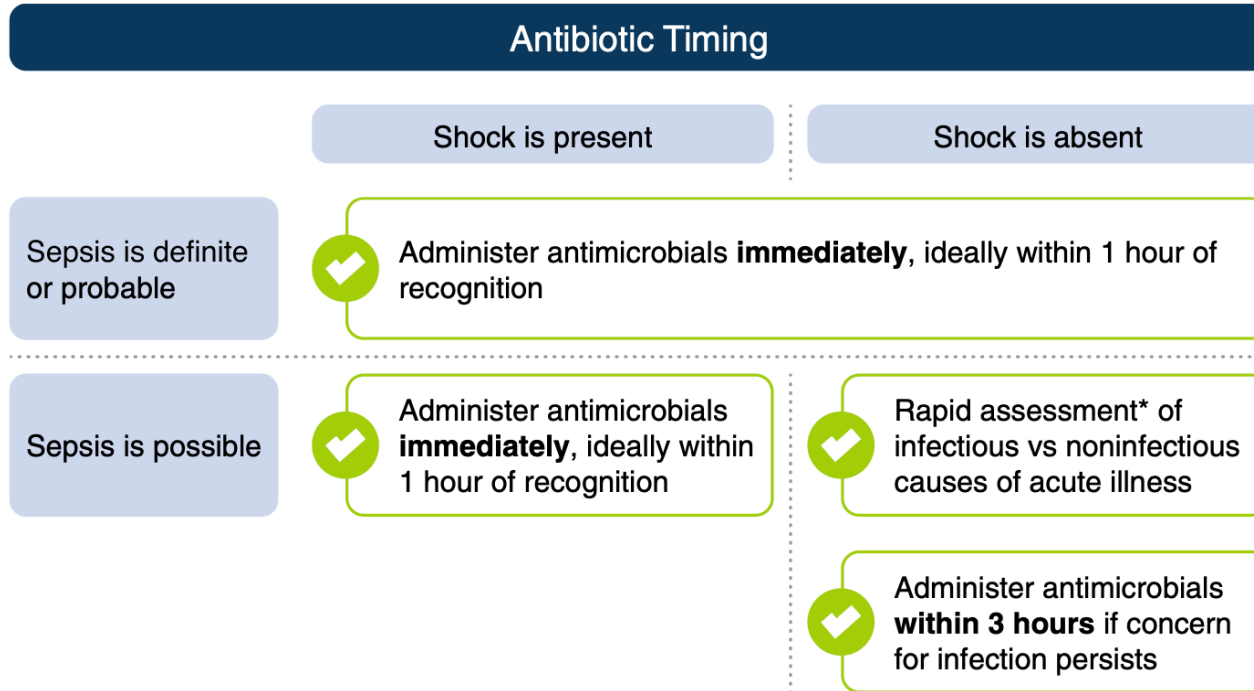 Antibiotic Timing
Shock is present
Shock is absent
Sepsis is definite
or probable
Administer antimicrobials immediately, ideally within 1 hour of
recognition
Sepsis is possible
Administer antimicrobials
immediately, ideally within
1 hour of recognition
Rapid assessment* of
infectious vs noninfectious
causes of acute illness
Administer antimicrobials
within 3 hours if concern
for infection persists